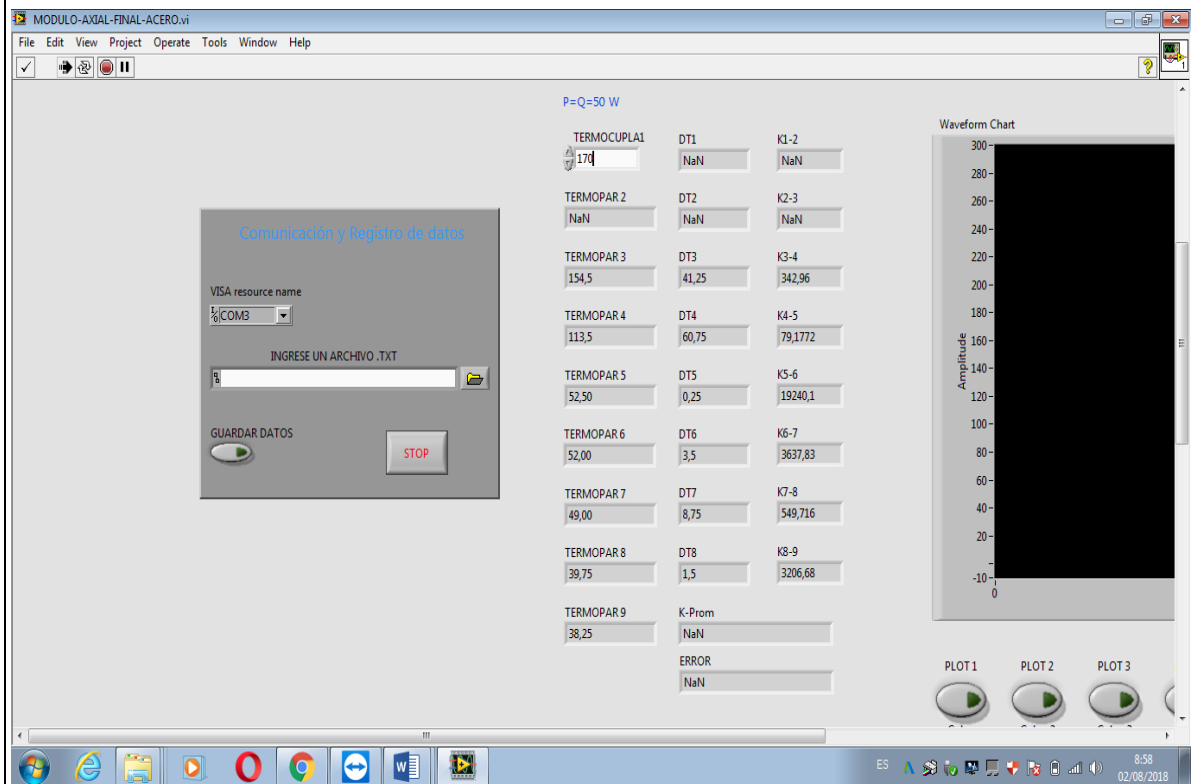 MODULO-AXIAL-FINAL-ACERO.vi
File Edit View Project Operate Tools Window Help
1
P=Q=50 W
TERMOCUPLA1 DT1 K1-2
170 NaN NaN
TERMOPAR 2 DT2 K2-3
NaN NaN NaN
TERMOPAR 3 DT3 K3-4
154,5 41,25 342,96
TERMOPAR 4 DT4 K4-5
113,5 60,75 79,1772
TERMOPAR 5 DT5 K5-6
52,50 0,25 19240,1
TERMOPAR 6 DT6 K6-7
52,00 3,5 3637,83
TERMOPAR 7 DT7 K7-8
49,00 8,75 549,716
TERMOPAR 8 DT8 K8-9
39,75 1,5 3206,68
TERMOPAR 9 K-Prom
38,25 NaN
ERROR
NaN
Comunicación y Registro de datos
VISA resource name
COM3
INGRESE UN ARCHIVO .TXT
GUARDAR DATOS
STOP
Waveform Chart
Amplitude
300
280
260
240
220
200
180
160
140
120
100
80
60
40
20
-10
0
PLOT 1 PLOT 2 PLOT 3
ES 8:58
02/08/2018